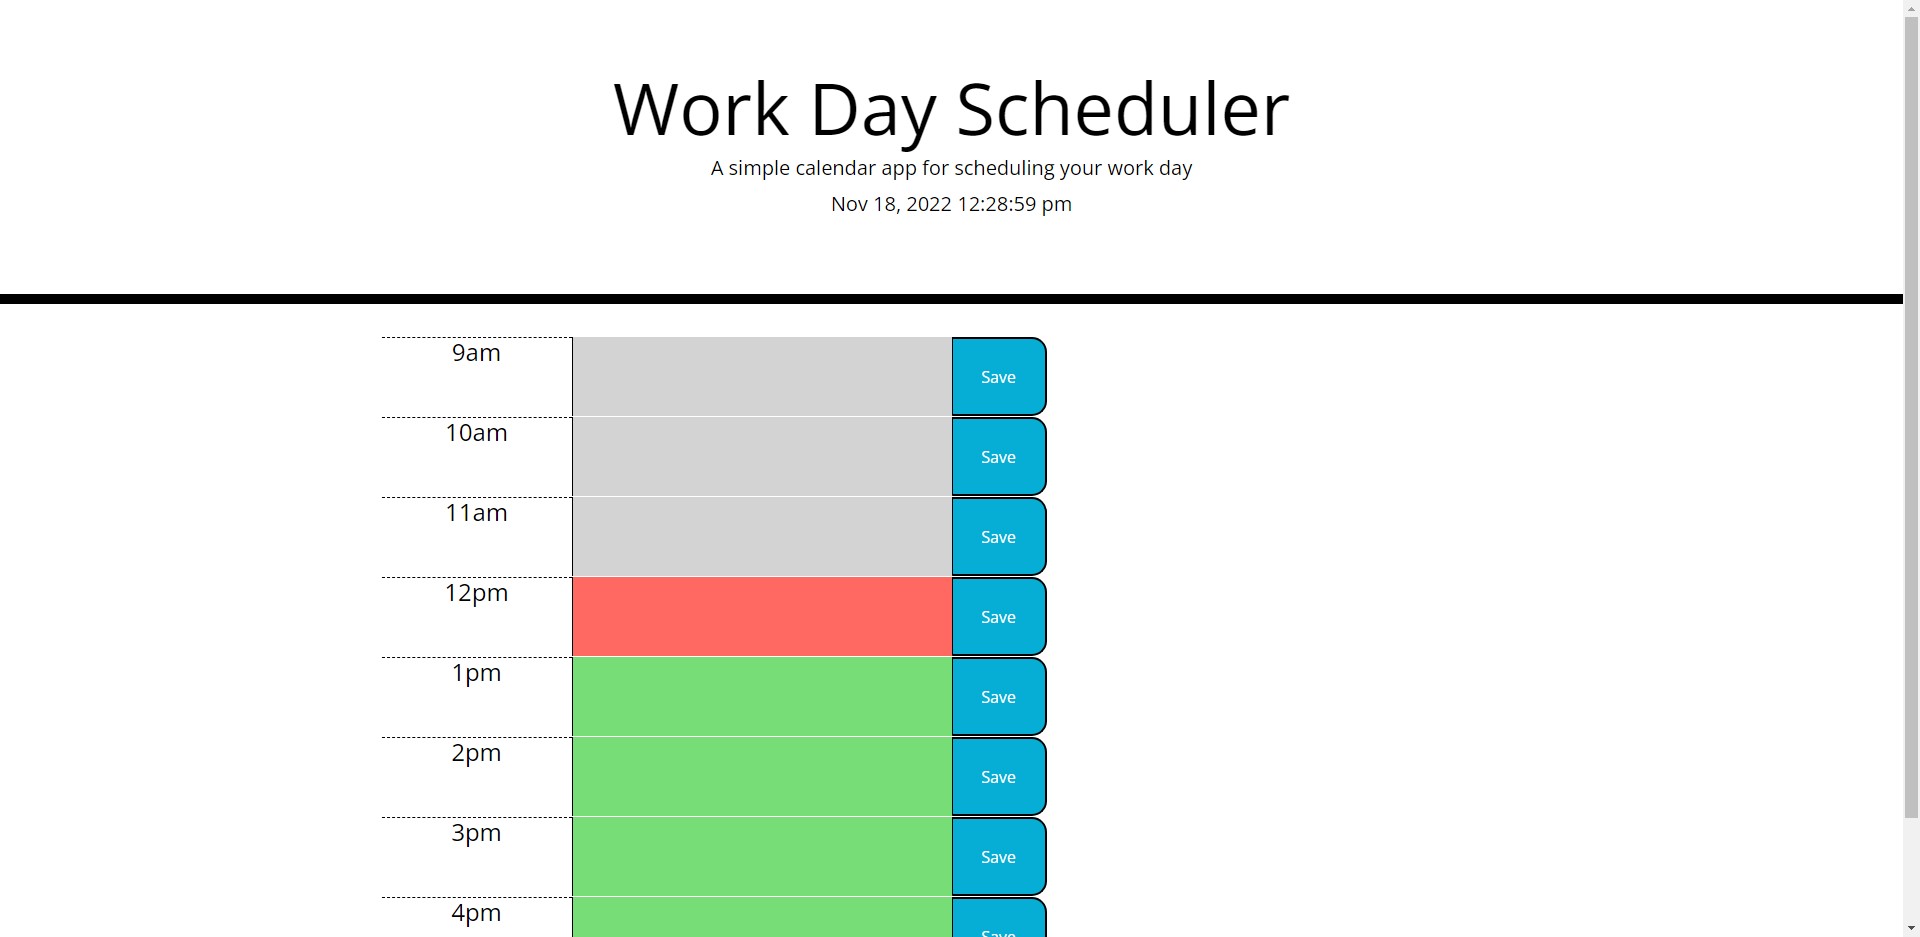 Work Day Scheduler
A simple calendar app for scheduling your work day
Nov 18, 2022 12:28:59 pm
9am
Save
10am
Save
11am
Save
12pm
Save
1pm
Save
2pm
Save
3pm
Save
4pm
Save